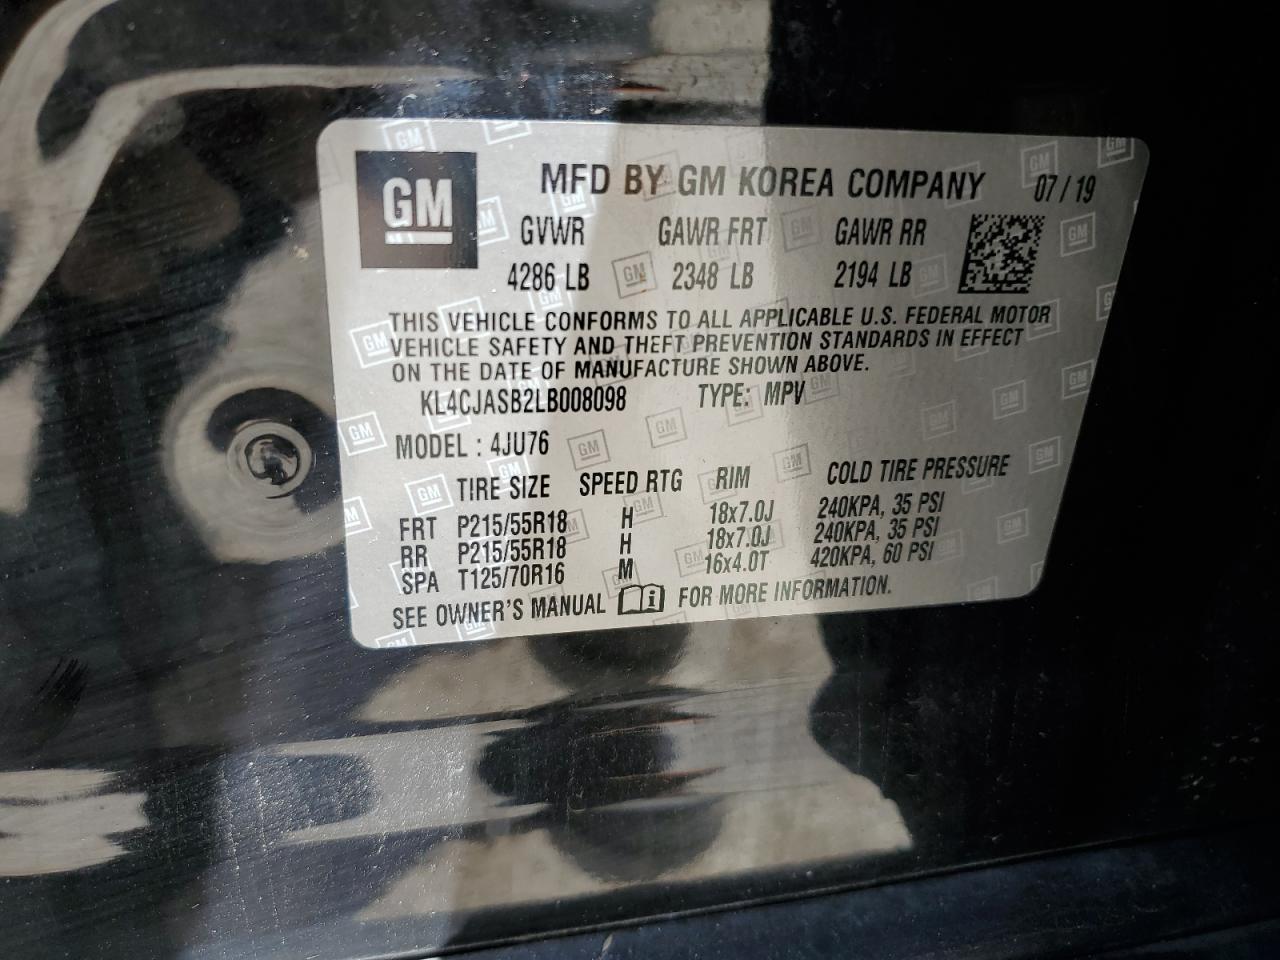 GM MFD BY GM KOREA COMPANY 07/19
GVWR GAWR FRT GAWR RR
4286 LB 2348 LB 2194 LB
THIS VEHICLE CONFORMS TO ALL APPLICABLE U.S. FEDERAL MOTOR
VEHICLE SAFETY AND THEFT PREVENTION STANDARDS IN EFFECT
ON THE DATE OF MANUFACTURE SHOWN ABOVE.
KL4CJASB2LB008098 TYPE: MPV
MODEL : 4JU76
TIRE SIZE SPEED RTG RIM COLD TIRE PRESSURE
FRT P215/55R18 H 18x7.0J 240KPA, 35 PSI
RR P215/55R18 H 18x7.0J 240KPA, 35 PSI
SPA T125/70R16 M 16x4.0T 420KPA, 60 PSI
SEE OWNER'S MANUAL i FOR MORE INFORMATION.